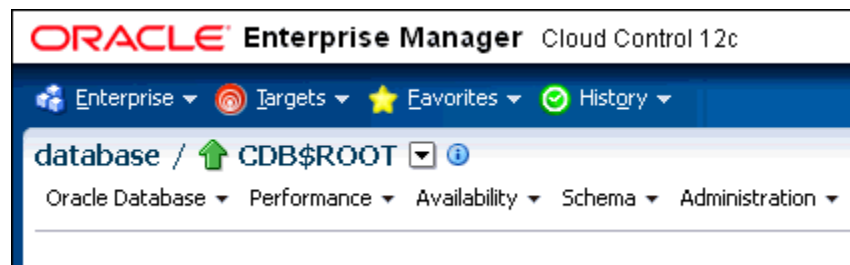 ORACLE Enterprise Manager Cloud Control 12c
Enterprise Targets Favorites History
database / CDB$ROOT
Oracle Database Performance Availability Schema Administration